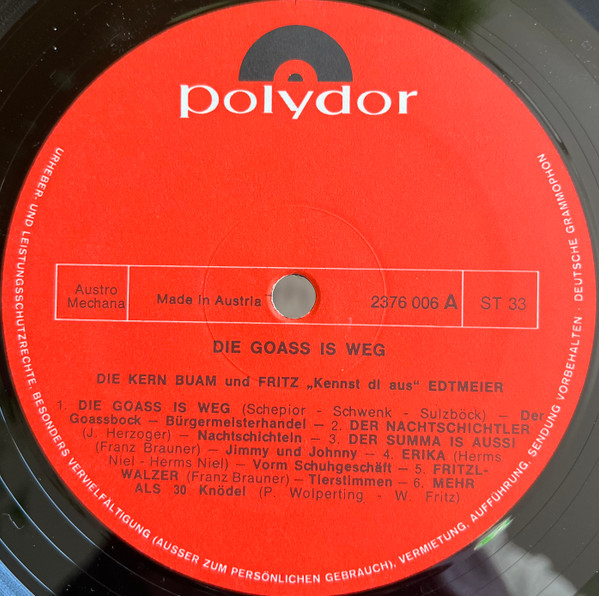 polydor
Austro
Mechana
Made in Austria
2376 006 A
ST 33
DIE GOASS IS WEG
DIE KERN BUAM und FRITZ „Kennst di aus" EDTMEIER
1. DIE GOASS IS WEG (Schepior - Schwenk - Sulzböck) — Der
Goassbock — Bürgermeisterhandel — 2. DER NACHTSCHICHTLER
(J. Herzoger) — Nachtschichteln — 3. DER SUMMA IS AUSSI
(Franz Brauner) — Jimmy und Johnny — 4. ERIKA (Herms
Niel - Herms Niel) — Vorm Schuhgeschäft — 5. FRITZL-
WALZER (Franz Brauner) — Tierstimmen — 6. MEHR
ALS 30 Knödel (P. Wolperting - W. Fritz)
URHEBER- UND LEISTUNGSSCHUTZRECHTE, BESONDERS VERVIELFÄLTIGUNG (AUSSER ZUM PERSÖNLICHEN GEBRAUCH), VERMIETUNG, AUFFÜHRUNG, SENDUNG VORBEHALTEN · DEUTSCHE GRAMMOPHON